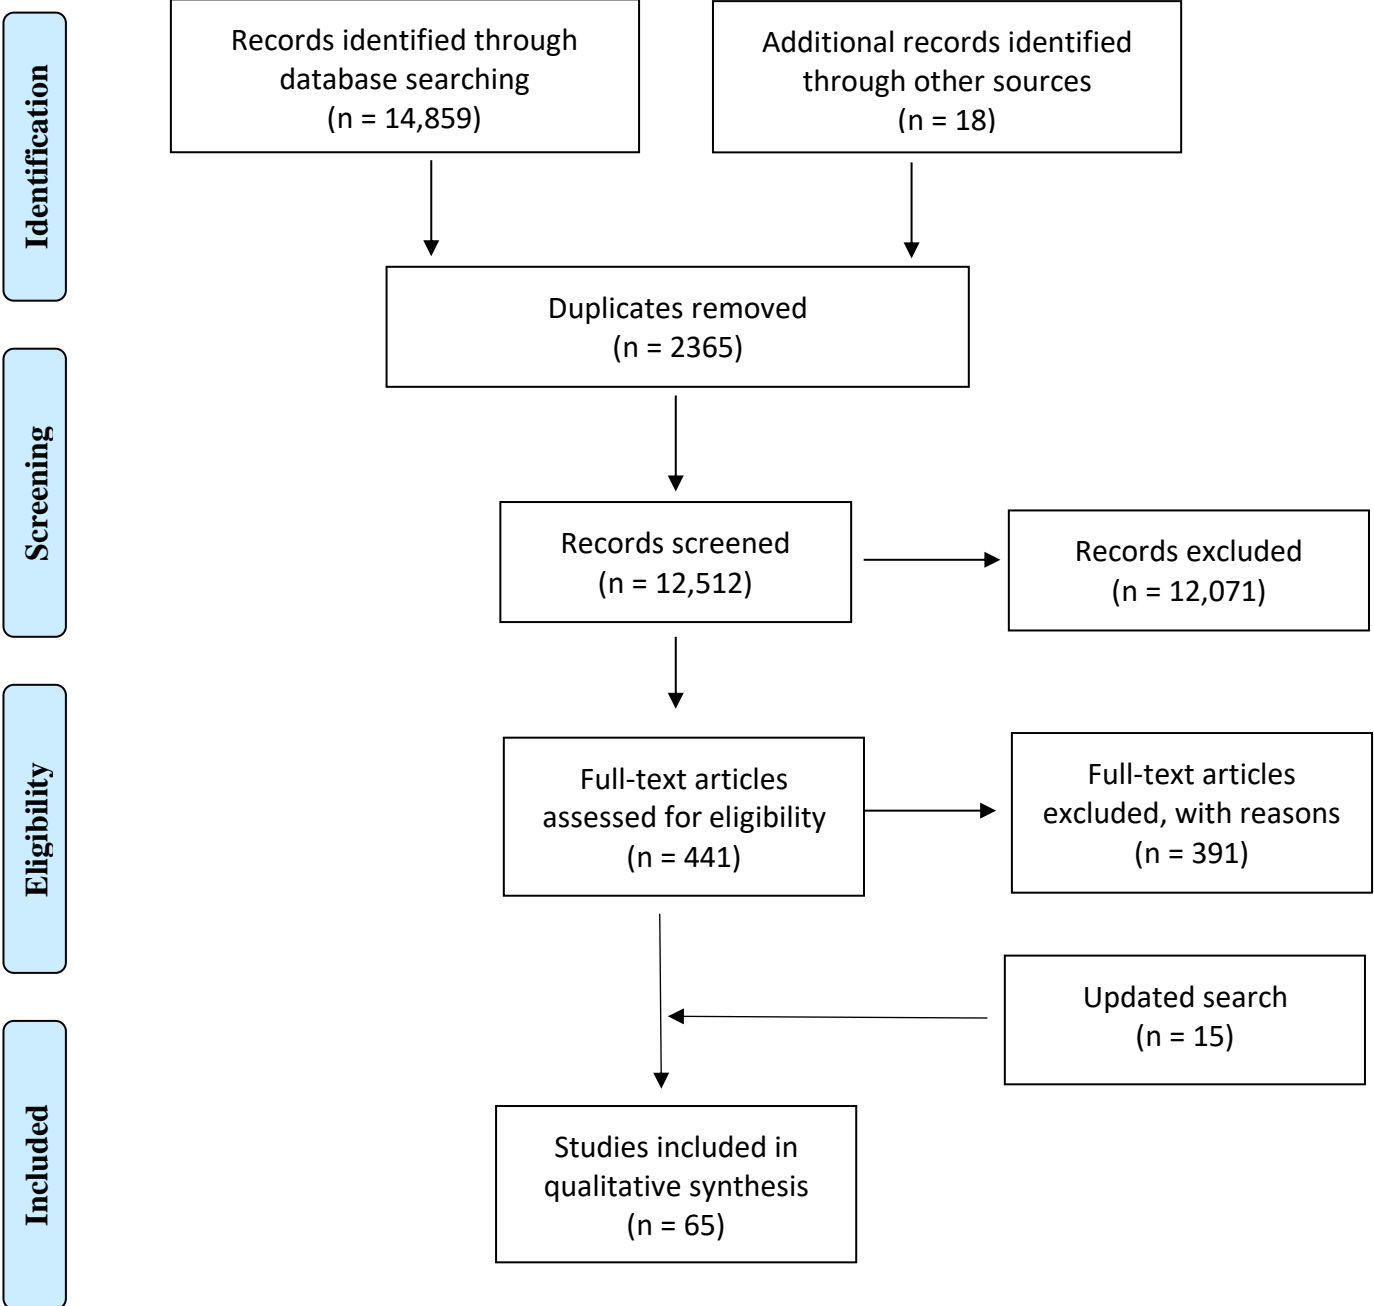 Identification
Records identified through
database searching
(n = 14,859)
Additional records identified
through other sources
(n = 18)
Duplicates removed
(n = 2365)
Screening
Records screened
(n = 12,512)
Records excluded
(n = 12,071)
Eligibility
Full-text articles
assessed for eligibility
(n = 441)
Full-text articles
excluded, with reasons
(n = 391)
Updated search
(n = 15)
Included
Studies included in
qualitative synthesis
(n = 65)